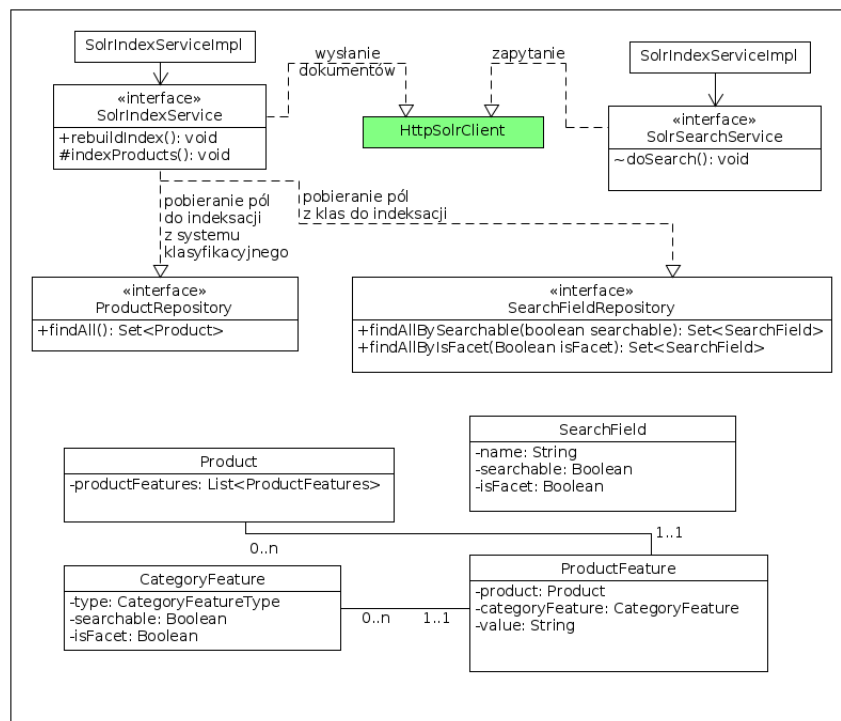 SolrIndexServiceImpl
«interface»
SolrIndexService
+rebuildIndex(): void
#indexProducts(): void
wysłanie
dokumentów
zapytanie
HttpSolrClient
SolrIndexServiceImpl
«interface»
SolrSearchService
~doSearch(): void
pobieranie pól
do indeksacji
z systemu
klasyfikacyjnego
pobieranie pól
z klas do indeksacji
«interface»
ProductRepository
+findAll(): Set<Product>
«interface»
SearchFieldRepository
+findAllBySearchable(boolean searchable): Set<SearchField>
+findAllByIsFacet(Boolean isFacet): Set<SearchField>
Product
-productFeatures: List<ProductFeatures>
SearchField
-name: String
-searchable: Boolean
-isFacet: Boolean
0..n
1..1
CategoryFeature
-type: CategoryFeatureType
-searchable: Boolean
-isFacet: Boolean
0..n
1..1
ProductFeature
-product: Product
-categoryFeature: CategoryFeature
-value: String